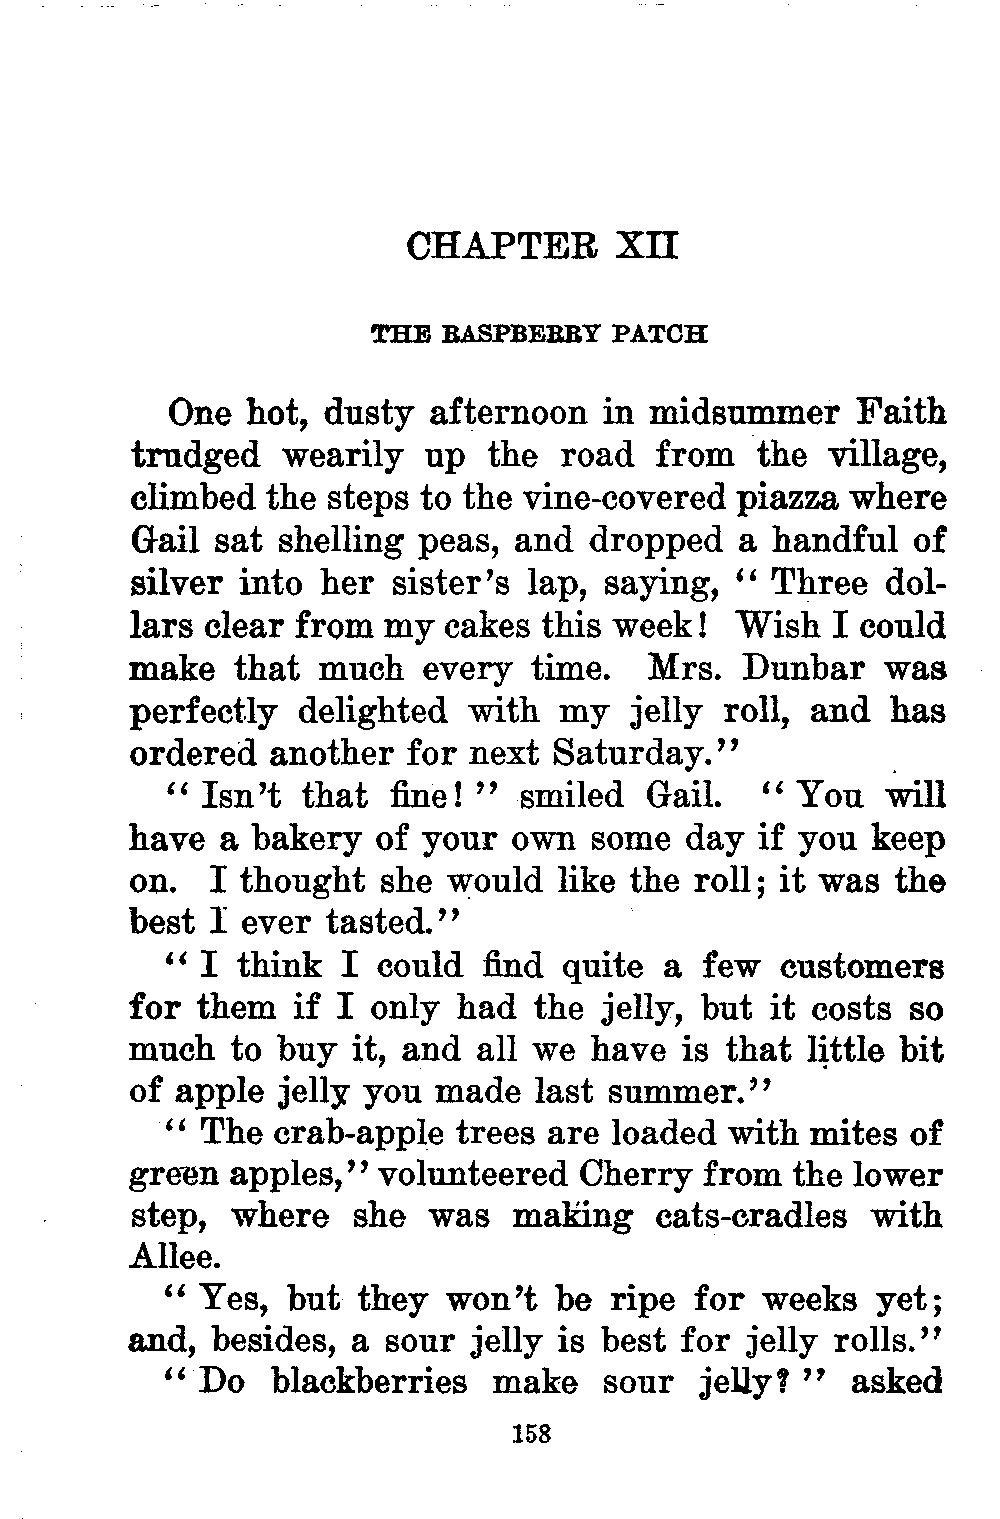 CHAPTER XII
THE RASPBERRY PATCH
One hot, dusty afternoon in midsummer Faith
trudged wearily up the road from the village,
climbed the steps to the vine-covered piazza where
Gail sat shelling peas, and dropped a handful of
silver into her sister's lap, saying, “ Three dol-
lars clear from my cakes this week! Wish I could
make that much every time. Mrs. Dunbar was
perfectly delighted with my jelly roll, and has
ordered another for next Saturday.”
“ Isn't that fine! ” smiled Gail. “ You will
have a bakery of your own some day if you keep
on. I thought she would like the roll; it was the
best I ever tasted.”
“ I think I could find quite a few customers
for them if I only had the jelly, but it costs so
much to buy it, and all we have is that little bit
of apple jelly you made last summer.”
“ The crab-apple trees are loaded with mites of
green apples,” volunteered Cherry from the lower
step, where she was making cats-cradles with
Allee.
“ Yes, but they won't be ripe for weeks yet;
and, besides, a sour jelly is best for jelly rolls.”
“ Do blackberries make sour jelly? ” asked
158